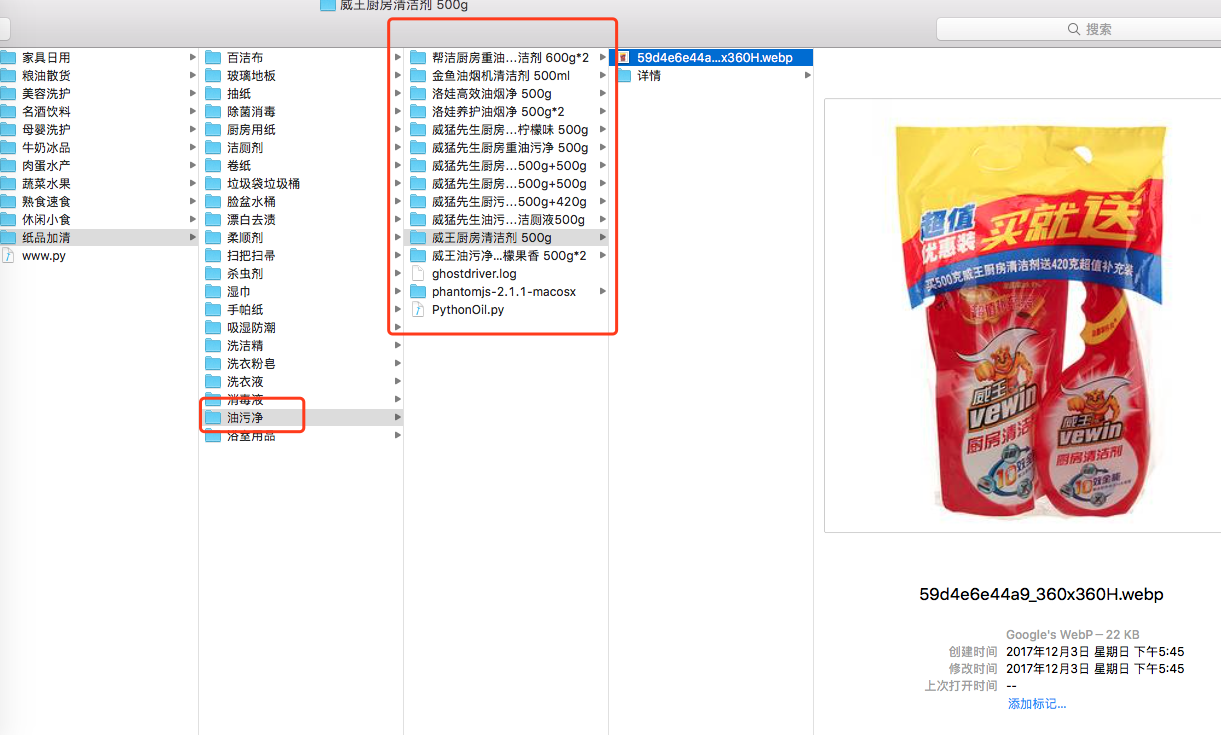 威王厨房清洁剂 500g
搜索
家具日用
粮油散货
美容洗护
名酒饮料
母婴洗护
牛奶冰品
肉蛋水产
蔬菜水果
熟食速食
休闲小食
纸品加清
www.py
百洁布
玻璃地板
抽纸
除菌消毒
厨房用纸
洁厕剂
卷纸
垃圾袋垃圾桶
脸盆水桶
漂白去渍
柔顺剂
扫把扫帚
杀虫剂
湿巾
手帕纸
吸湿防潮
洗洁精
洗衣粉皂
洗衣液
消毒液
油污净
浴室用品
帮洁厨房重油...洁剂 600g*2
金鱼油烟机清洁剂 500ml
洛娃高效油烟净 500g
洛娃养护油烟净 500g*2
威猛先生厨房...柠檬味 500g
威猛先生厨房重油污净 500g
威猛先生厨房...500g+500g
威猛先生厨房...500g+500g
威猛先生厨污...500g+420g
威猛先生油污...洁厕液500g
威王厨房清洁剂 500g
威王油污净...檬果香 500g*2
ghostdriver.log
phantomjs-2.1.1-macosx
PythonOil.py
59d4e6e44a...x360H.webp
详情
超值
优惠装
买就送
买500克威王厨房清洁剂送420克超值补充装
威王
vewin
厨房清洁剂
10效全能
威王
vewin
厨房清洁剂
10效全能
59d4e6e44a9_360x360H.webp
Google's WebP – 22 KB
创建时间 2017年12月3日 星期日 下午5:45
修改时间 2017年12月3日 星期日 下午5:45
上次打开时间 --
添加标记...